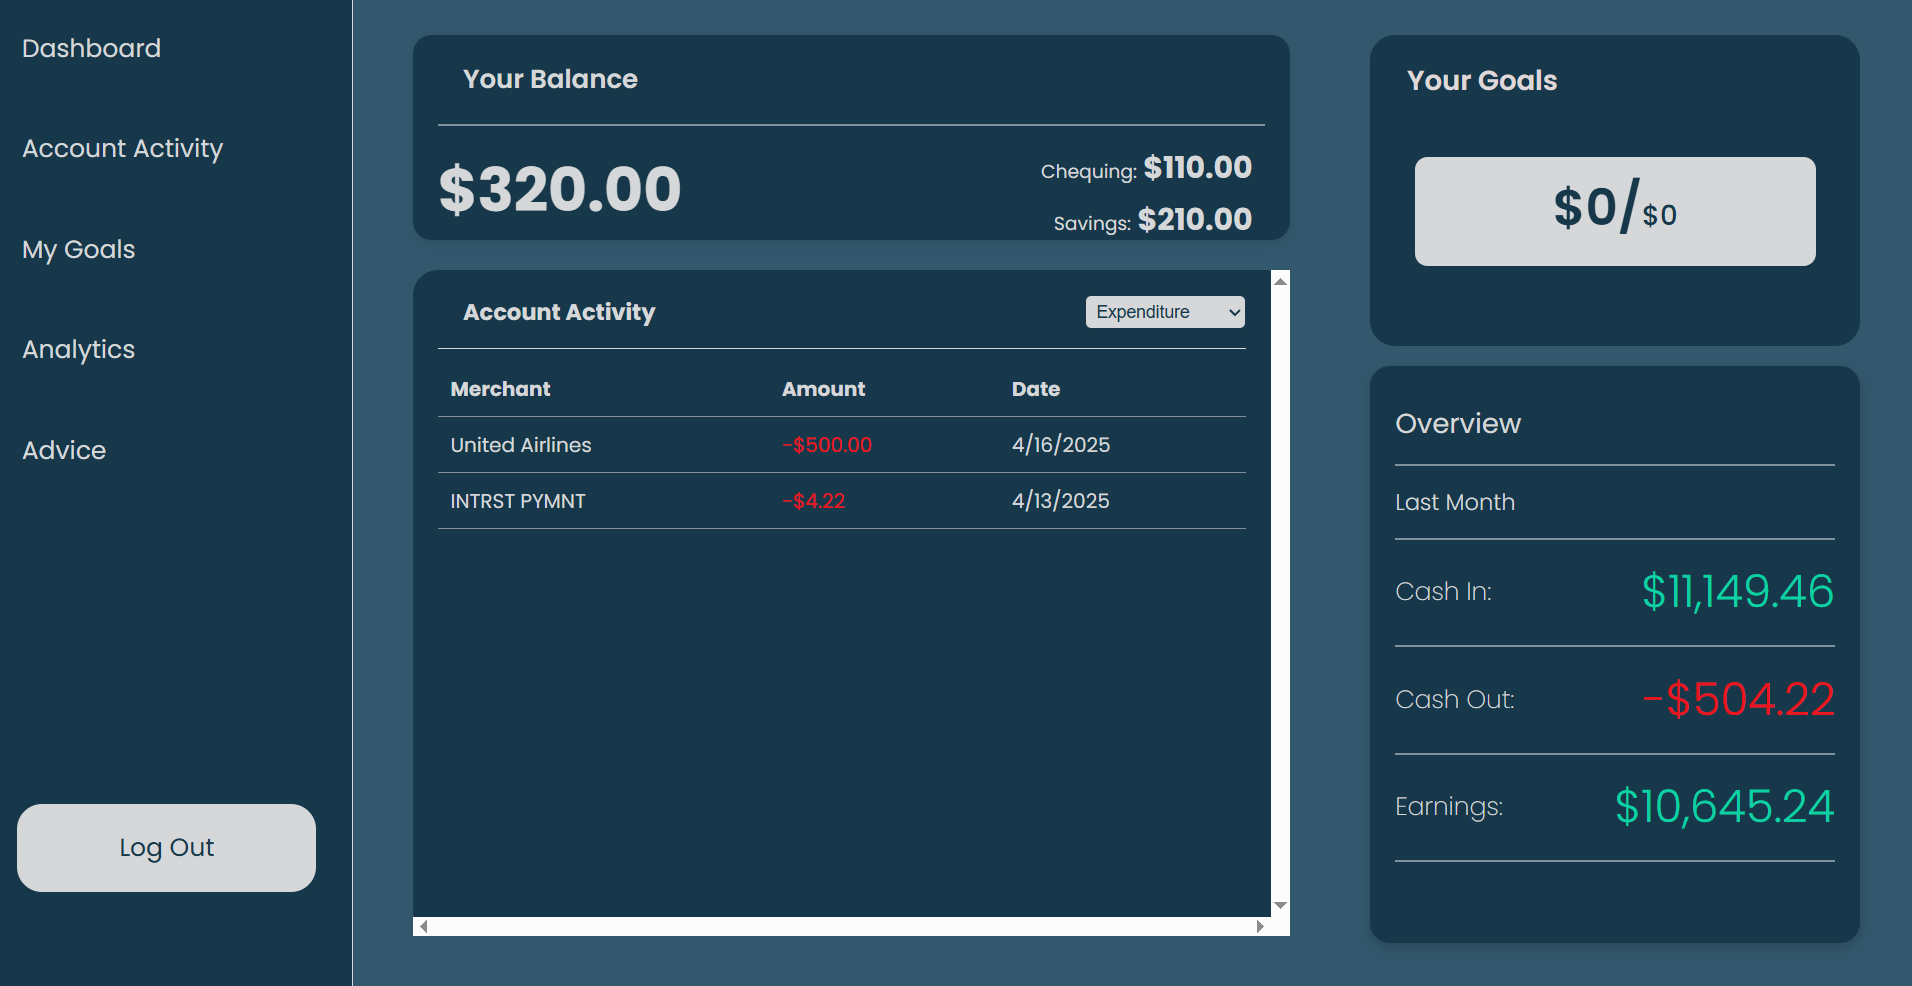 Dashboard
Account Activity
My Goals
Analytics
Advice
Log Out
Your Balance
$320.00
Chequing: $110.00
Savings: $210.00
Account Activity
Expenditure
Merchant Amount Date
United Airlines -$500.00 4/16/2025
INTRST PYMNT -$4.22 4/13/2025
Your Goals
$0/$0
Overview
Last Month
Cash In: $11,149.46
Cash Out: -$504.22
Earnings: $10,645.24